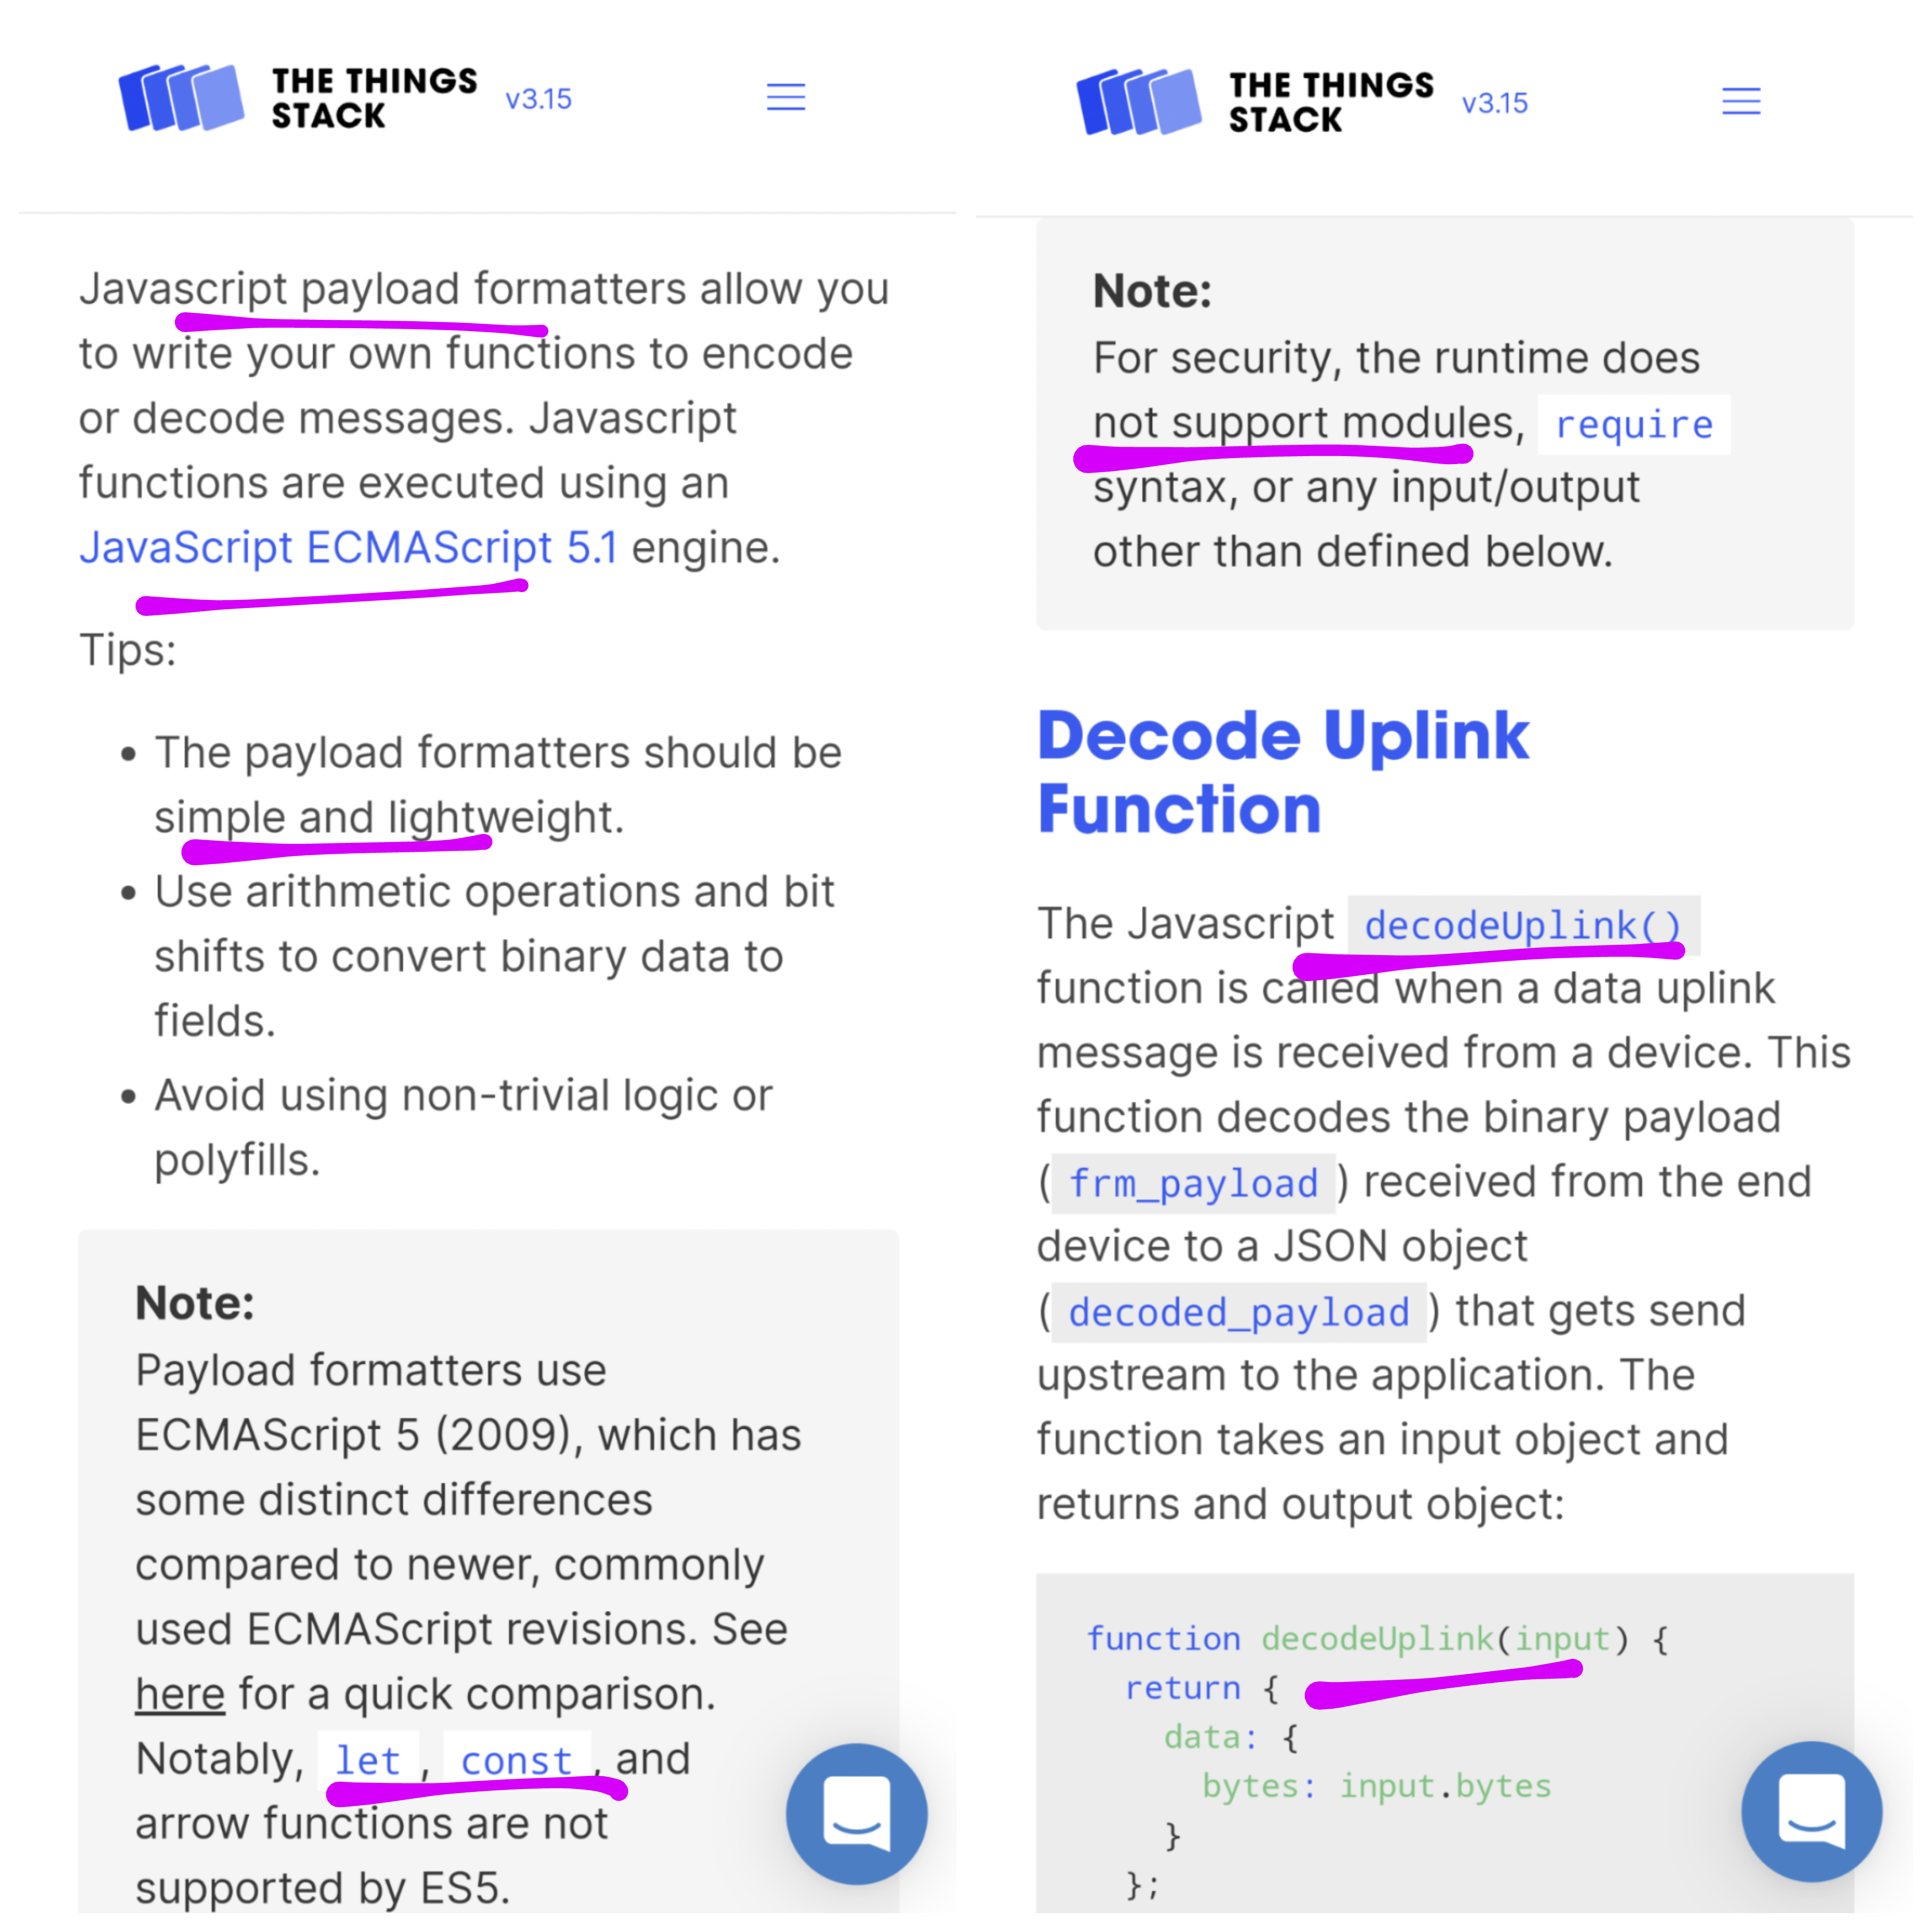 THE THINGS
STACK
v3.15
Javascript payload formatters allow you
to write your own functions to encode
or decode messages. Javascript
functions are executed using an
JavaScript ECMAScript 5.1 engine.
Tips:
• The payload formatters should be
simple and lightweight.
• Use arithmetic operations and bit
shifts to convert binary data to
fields.
• Avoid using non-trivial logic or
polyfills.
Note:
Payload formatters use
ECMAScript 5 (2009), which has
some distinct differences
compared to newer, commonly
used ECMAScript revisions. See
here for a quick comparison.
Notably, let , const , and
arrow functions are not
supported by ES5.
THE THINGS
STACK
v3.15
Note:
For security, the runtime does
not support modules, require
syntax, or any input/output
other than defined below.
Decode Uplink
Function
The Javascript decodeUplink()
function is called when a data uplink
message is received from a device. This
function decodes the binary payload
( frm_payload ) received from the end
device to a JSON object
( decoded_payload ) that gets send
upstream to the application. The
function takes an input object and
returns and output object:
function decodeUplink(input) {
return {
data: {
bytes: input.bytes
}
};